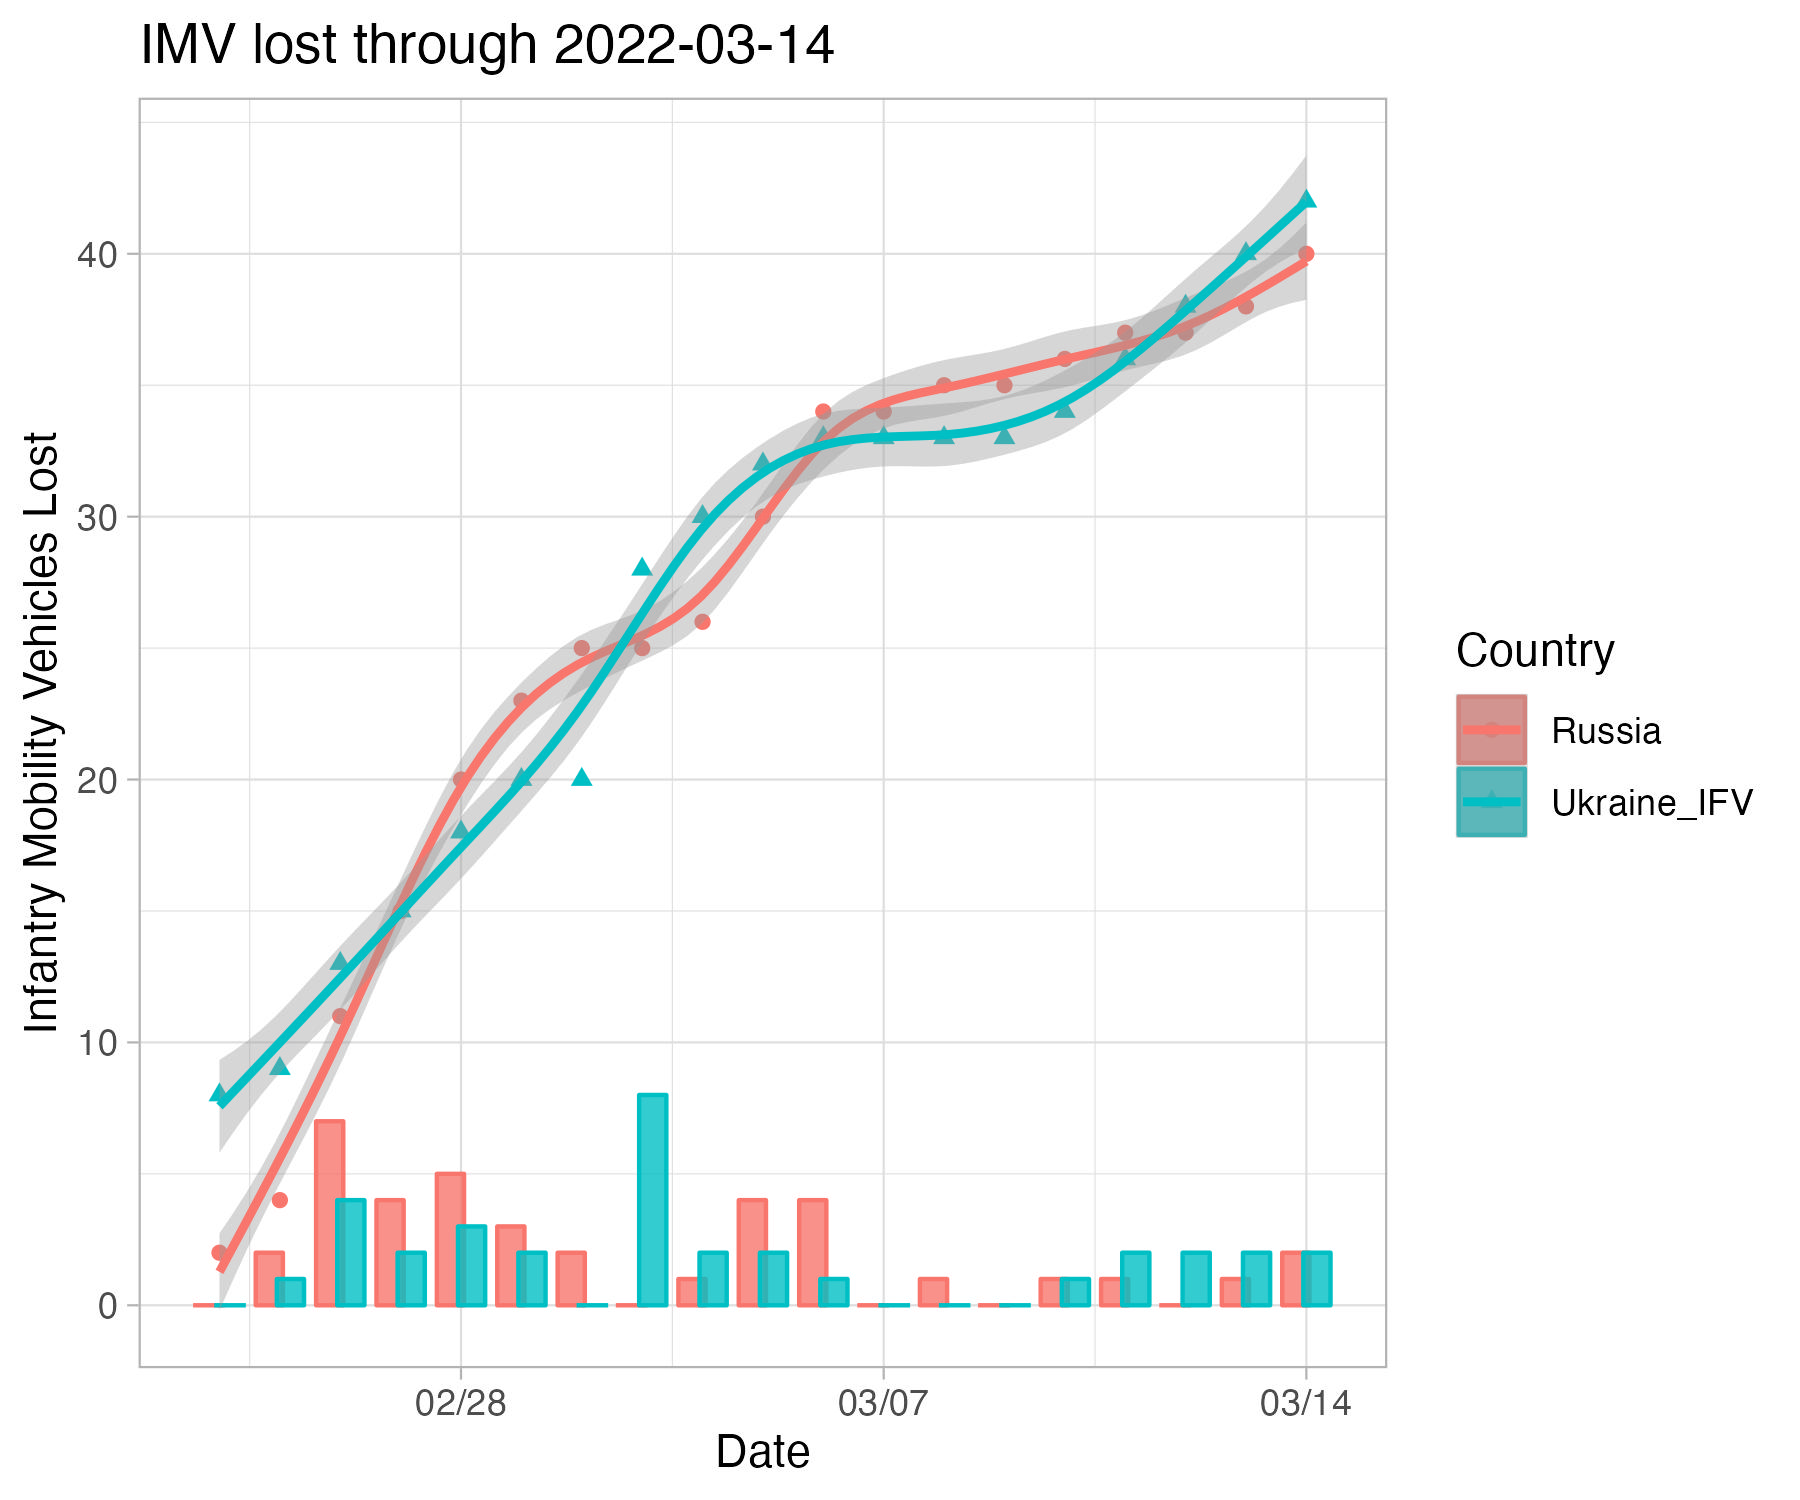 IMV lost through 2022-03-14
Infantry Mobility Vehicles Lost
40
30
20
10
0
02/28
03/07
03/14
Date
Country
Russia
Ukraine_IFV